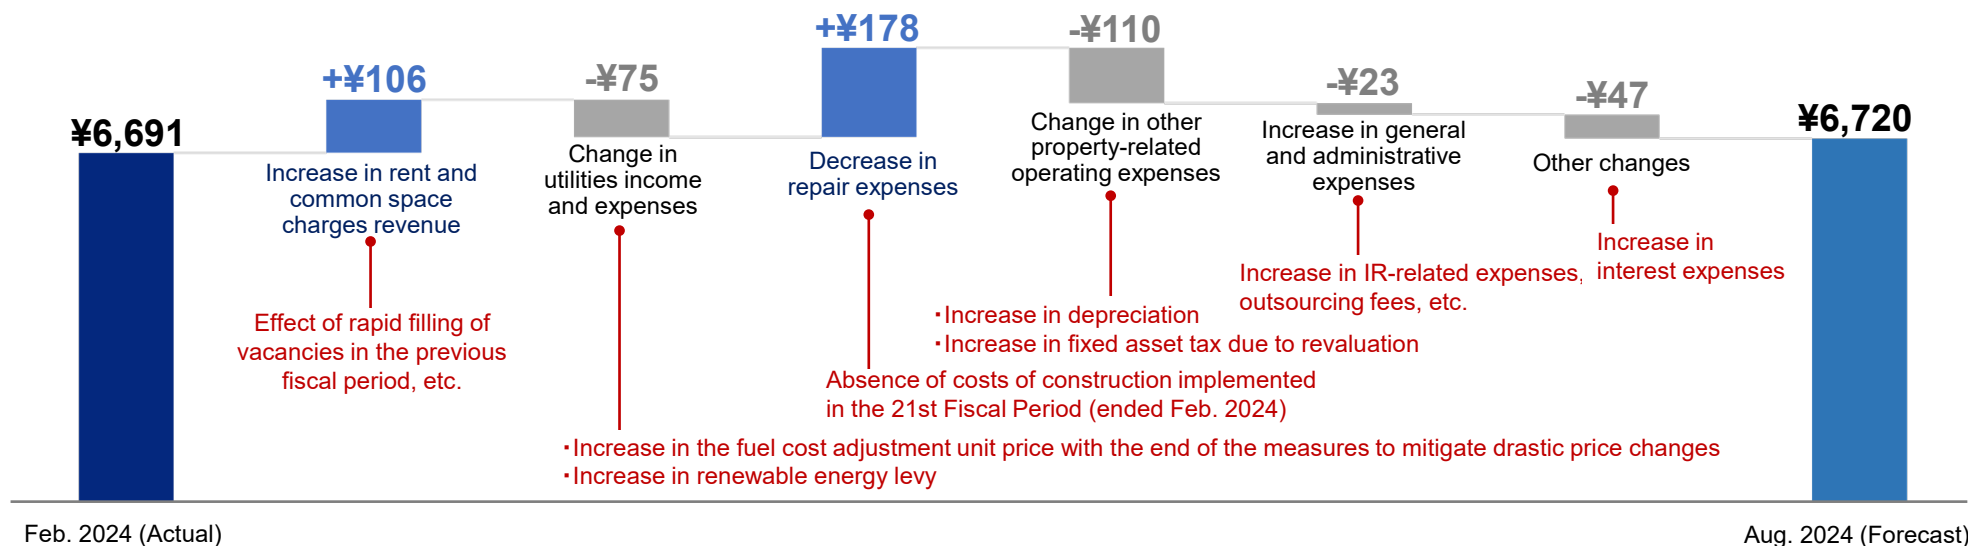 ¥6,691
+¥106
Increase in rent and
common space
charges revenue
Effect of rapid filling of
vacancies in the previous
fiscal period, etc.
-¥75
Change in
utilities income
and expenses
・Increase in the fuel cost adjustment unit price with the end of the measures to mitigate drastic price changes
・Increase in renewable energy levy
+¥178
Decrease in
repair expenses
Absence of costs of construction implemented
in the 21st Fiscal Period (ended Feb. 2024)
-¥110
Change in other
property-related
operating expenses
・Increase in depreciation
・Increase in fixed asset tax due to revaluation
-¥23
Increase in general
and administrative
expenses
Increase in IR-related expenses,
outsourcing fees, etc.
-¥47
Other changes
Increase in
interest expenses
¥6,720
Feb. 2024 (Actual)
Aug. 2024 (Forecast)